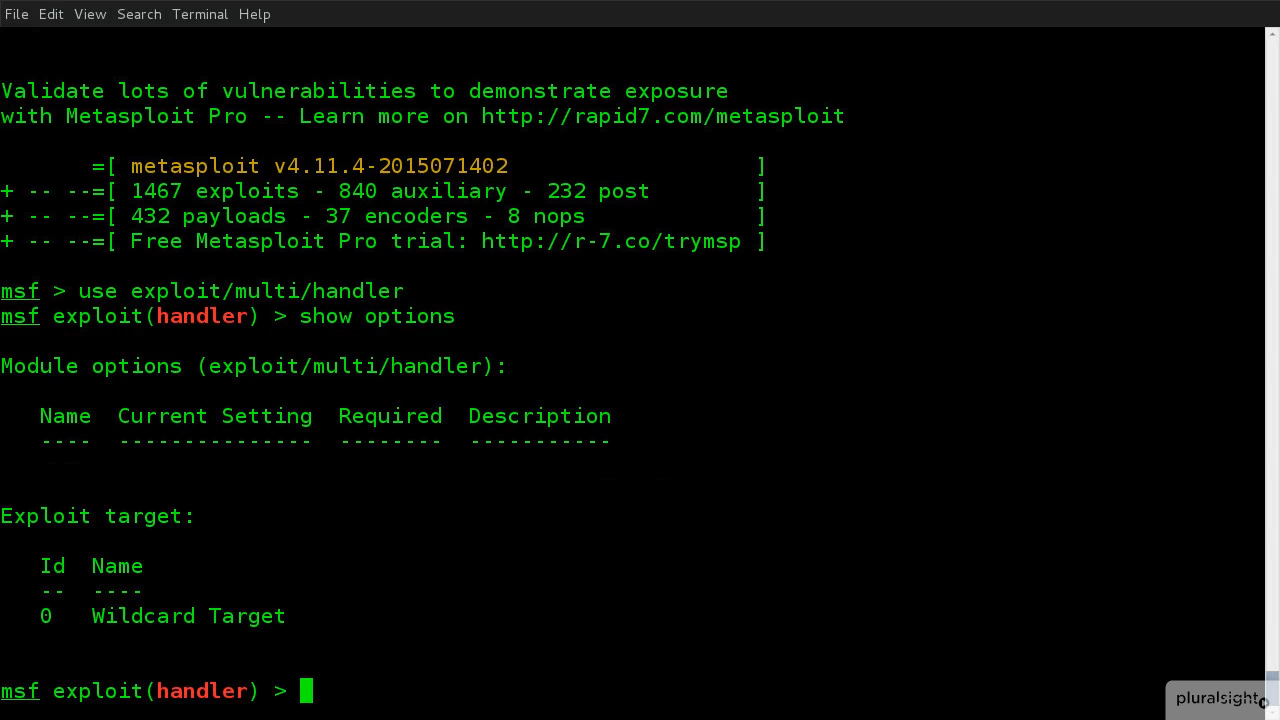 File Edit View Search Terminal Help
Validate lots of vulnerabilities to demonstrate exposure
with Metasploit Pro -- Learn more on http://rapid7.com/metasploit
=[ metasploit v4.11.4-2015071402 ]
+ -- --=[ 1467 exploits - 840 auxiliary - 232 post ]
+ -- --=[ 432 payloads - 37 encoders - 8 nops ]
+ -- --=[ Free Metasploit Pro trial: http://r-7.co/trymsp ]
msf > use exploit/multi/handler
msf exploit(handler) > show options
Module options (exploit/multi/handler):
Name Current Setting Required Description
---- --------------- -------- -----------
Exploit target:
Id Name
-- ----
0 Wildcard Target
msf exploit(handler) >
pluralsight